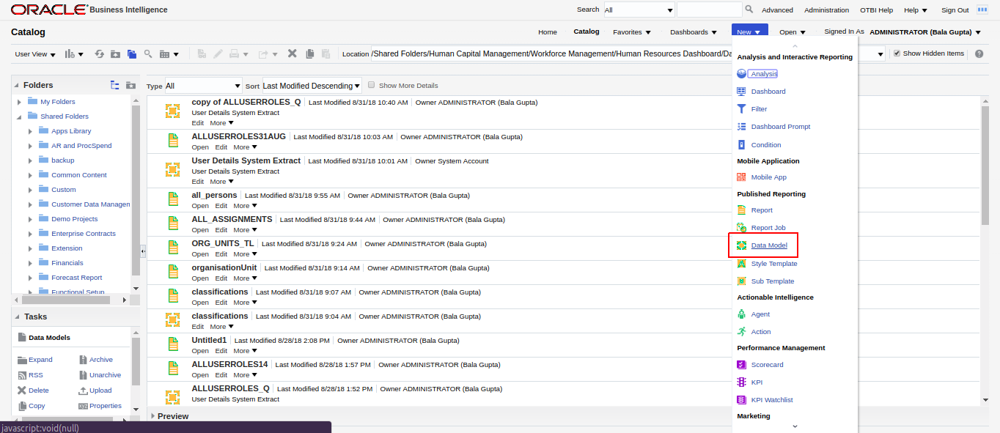 ORACLE Business Intelligence
Search All Advanced Administration OTBI Help Help Sign Out
Catalog
Home Catalog Favorites Dashboards New Open Signed In As ADMINISTRATOR (Bala Gupta)
User View Location /Shared Folders/Human Capital Management/Workforce Management/Human Resources Dashboard/Da Show Hidden Items
Folders
My Folders
Shared Folders
Apps Library
AR and ProcSpend
backup
Common Content
Custom
Customer Data Managen
Demo Projects
Enterprise Contracts
Extension
Financials
Forecast Report
Functional Setup
Tasks
Data Models
Expand Archive
RSS Unarchive
Delete Upload
Copy Properties
Type All Sort Last Modified Descending Show More Details
copy of ALLUSERROLES_Q Last Modified 8/31/18 10:40 AM Owner ADMINISTRATOR (Bala Gupta)
User Details System Extract
Edit More
ALLUSERROLES31AUG Last Modified 8/31/18 10:03 AM Owner ADMINISTRATOR (Bala Gupta)
Open Edit More
User Details System Extract Last Modified 8/31/18 10:01 AM Owner System Account
User Details System Extract
Edit More
all_persons Last Modified 8/31/18 9:55 AM Owner ADMINISTRATOR (Bala Gupta)
Open Edit More
ALL_ASSIGNMENTS Last Modified 8/31/18 9:44 AM Owner ADMINISTRATOR (Bala Gupta)
Open Edit More
ORG_UNITS_TL Last Modified 8/31/18 9:24 AM Owner ADMINISTRATOR (Bala Gupta)
Open Edit More
organisationUnit Last Modified 8/31/18 9:14 AM Owner ADMINISTRATOR (Bala Gupta)
Open Edit More
classifications Last Modified 8/31/18 9:07 AM Owner ADMINISTRATOR (Bala Gupta)
Open Edit More
classifications Last Modified 8/31/18 9:04 AM Owner ADMINISTRATOR (Bala Gupta)
Edit More
Untitled1 Last Modified 8/28/18 2:08 PM Owner ADMINISTRATOR (Bala Gupta)
Open Edit More
ALLUSERROLES14 Last Modified 8/28/18 1:57 PM Owner ADMINISTRATOR (Bala Gupta)
Open Edit More
ALLUSERROLES_Q Last Modified 8/28/18 1:52 PM Owner ADMINISTRATOR (Bala Gupta)
User Details System Extract
Preview
Analysis and Interactive Reporting
Analysis
Dashboard
Filter
Dashboard Prompt
Condition
Mobile Application
Mobile App
Published Reporting
Report
Report Job
Data Model
Style Template
Sub Template
Actionable Intelligence
Agent
Action
Performance Management
Scorecard
KPI
KPI Watchlist
Marketing
javascript:void(null)